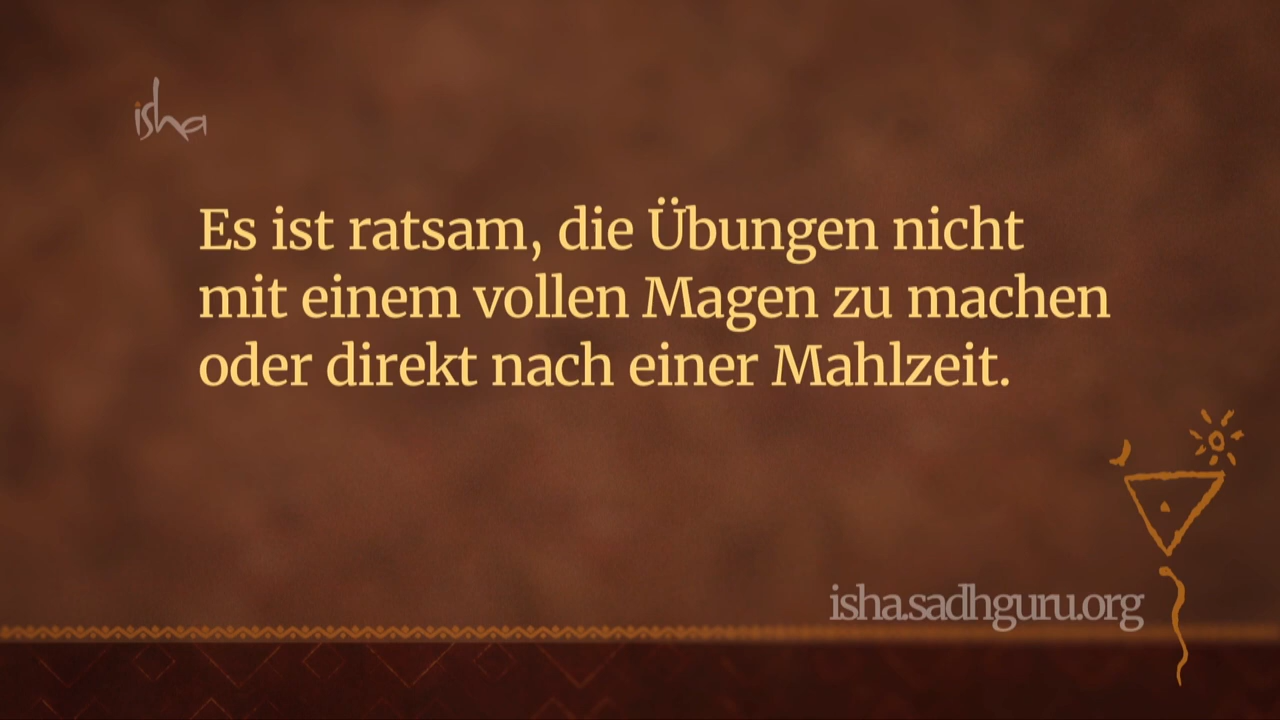 isha
Es ist ratsam, die Übungen nicht
mit einem vollen Magen zu machen
oder direkt nach einer Mahlzeit.
isha.sadhguru.org